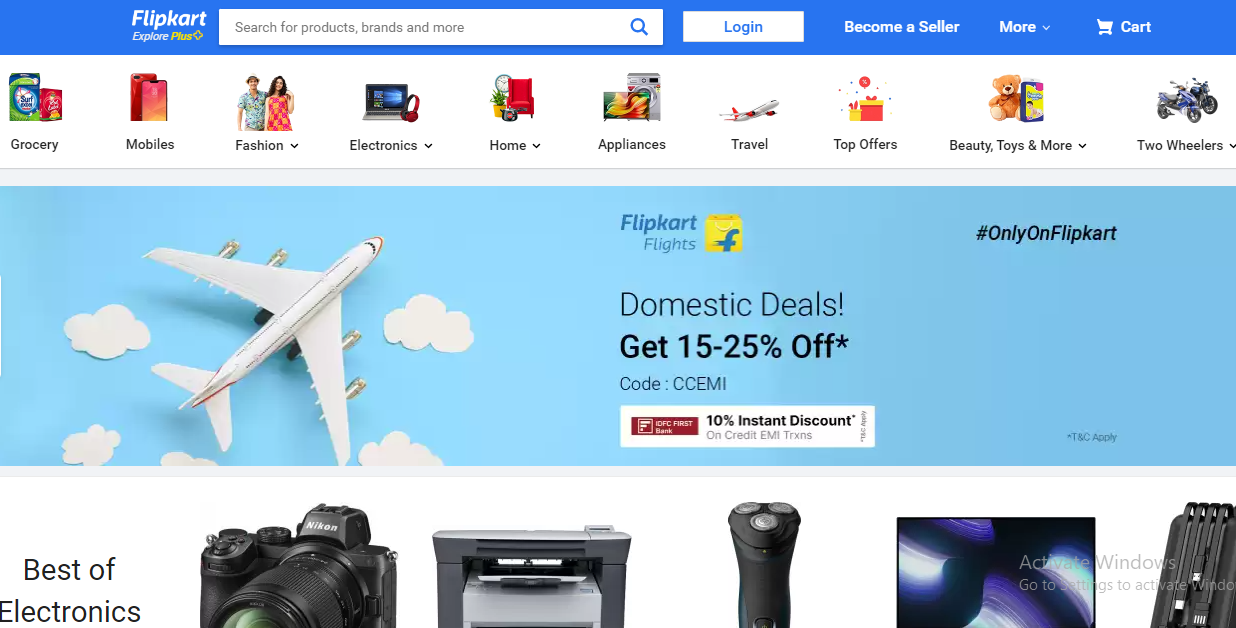 Flipkart
Explore Plus
Search for products, brands and more
Login
Become a Seller
More
Cart
Surf excel
Grocery
Mobiles
Fashion
Electronics
Home
Appliances
Travel
Top Offers
Beauty, Toys & More
Two Wheelers
Flipkart
Flights
#OnlyOnFlipkart
Domestic Deals!
Get 15-25% Off*
Code : CCEMI
IDFC FIRST
Bank
10% Instant Discount*
On Credit EMI Trxns
*T&C Apply
*T&C Apply
Best of
Electronics
Nikon
Activate Windows
Go to Settings to activate Windo